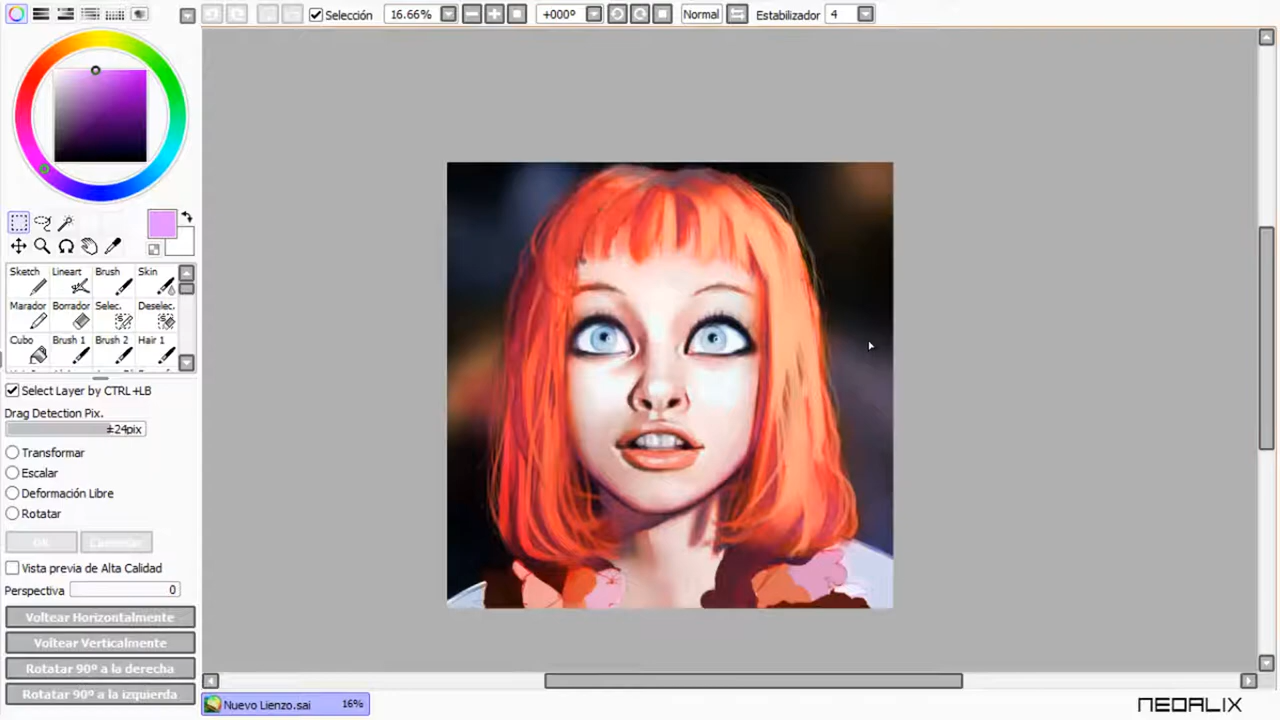 Selección 16.66% +000º Normal Estabilizador 4
Sketch Lineart Brush Skin
Marador Borrador Selec. Deselec.
Cubo Brush 1 Brush 2 Hair 1
Select Layer by CTRL+LB
Drag Detection Pix.
±24pix
Transformar
Escalar
Deformación Libre
Rotatar
OK Cancelar
Vista previa de Alta Calidad
Perspectiva 0
Voltear Horizontalmente
Voltear Verticalmente
Rotatar 90º a la derecha
Rotatar 90º a la izquierda
Nuevo Lienzo.sai 16%
NEOALIX